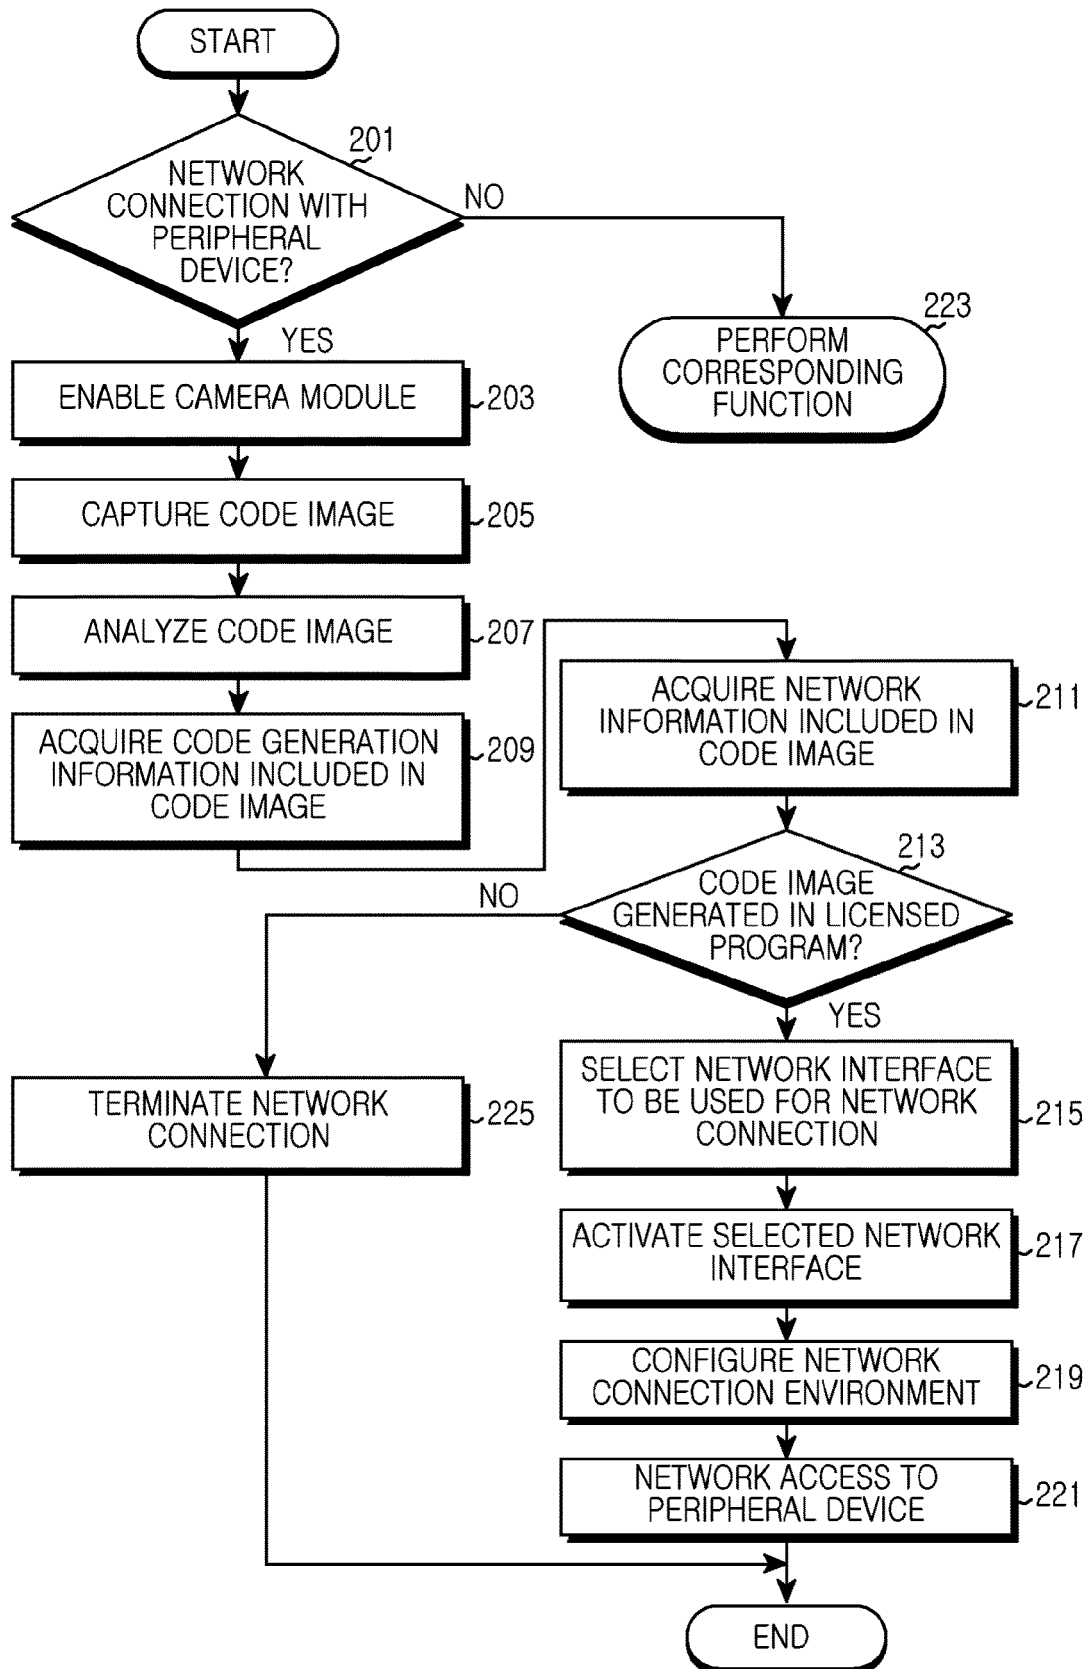 START
201
NETWORK
CONNECTION WITH
PERIPHERAL
DEVICE?
NO
YES
223
PERFORM
CORRESPONDING
FUNCTION
ENABLE CAMERA MODULE
203
CAPTURE CODE IMAGE
205
ANALYZE CODE IMAGE
207
ACQUIRE CODE GENERATION
INFORMATION INCLUDED IN
CODE IMAGE
209
ACQUIRE NETWORK
INFORMATION INCLUDED IN
CODE IMAGE
211
213
CODE IMAGE
GENERATED IN LICENSED
PROGRAM?
NO
YES
TERMINATE NETWORK
CONNECTION
225
SELECT NETWORK INTERFACE
TO BE USED FOR NETWORK
CONNECTION
215
ACTIVATE SELECTED NETWORK
INTERFACE
217
CONFIGURE NETWORK
CONNECTION ENVIRONMENT
219
NETWORK ACCESS TO
PERIPHERAL DEVICE
221
END